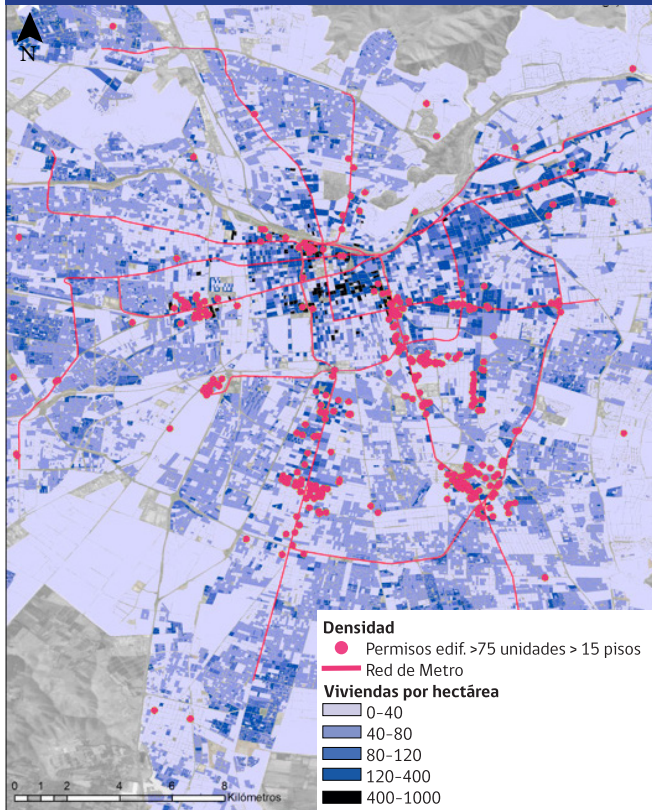 N
Densidad
Permisos edif. >75 unidades > 15 pisos
Red de Metro
Viviendas por hectárea
0–40
40–80
80–120
120–400
400–1000
0 1 2 4 6 8
Kilómetros